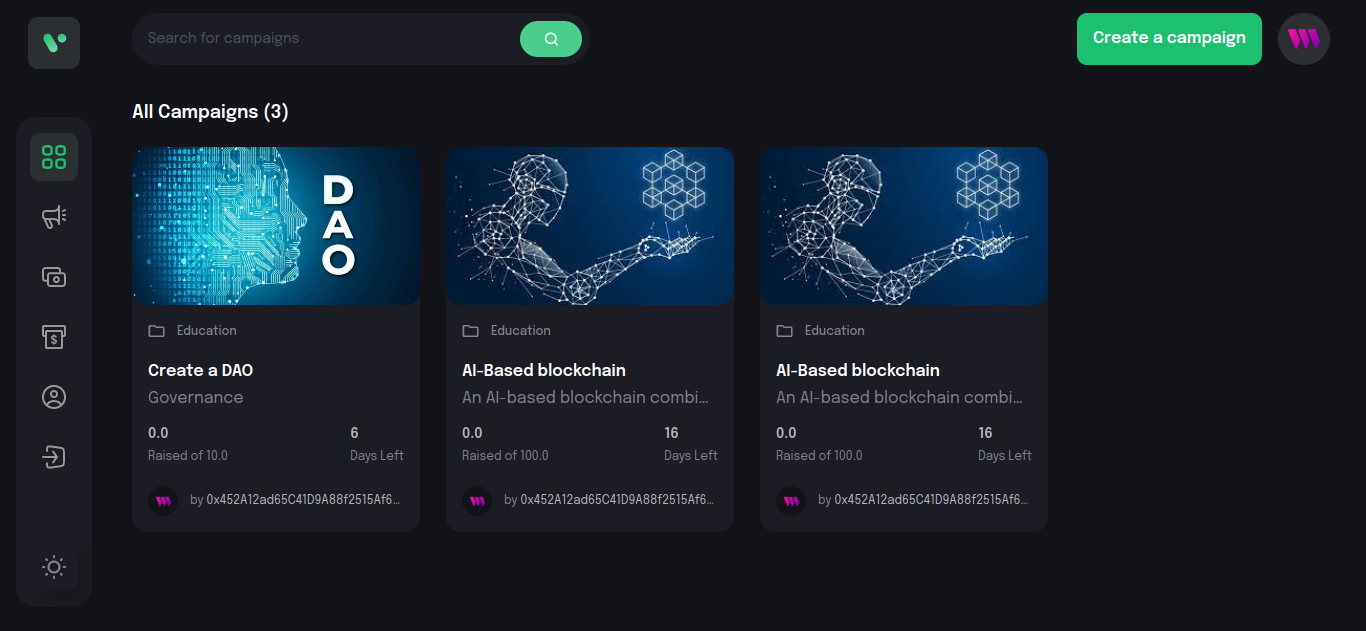 Search for campaigns
Create a campaign
All Campaigns (3)
D
A
O
Education
Create a DAO
Governance
0.0
6
Raised of 10.0
Days Left
by 0x452A12ad65C41D9A88f2515Af6...
Education
AI-Based blockchain
An AI-based blockchain combi...
0.0
16
Raised of 100.0
Days Left
by 0x452A12ad65C41D9A88f2515Af6...
Education
AI-Based blockchain
An AI-based blockchain combi...
0.0
16
Raised of 100.0
Days Left
by 0x452A12ad65C41D9A88f2515Af6...